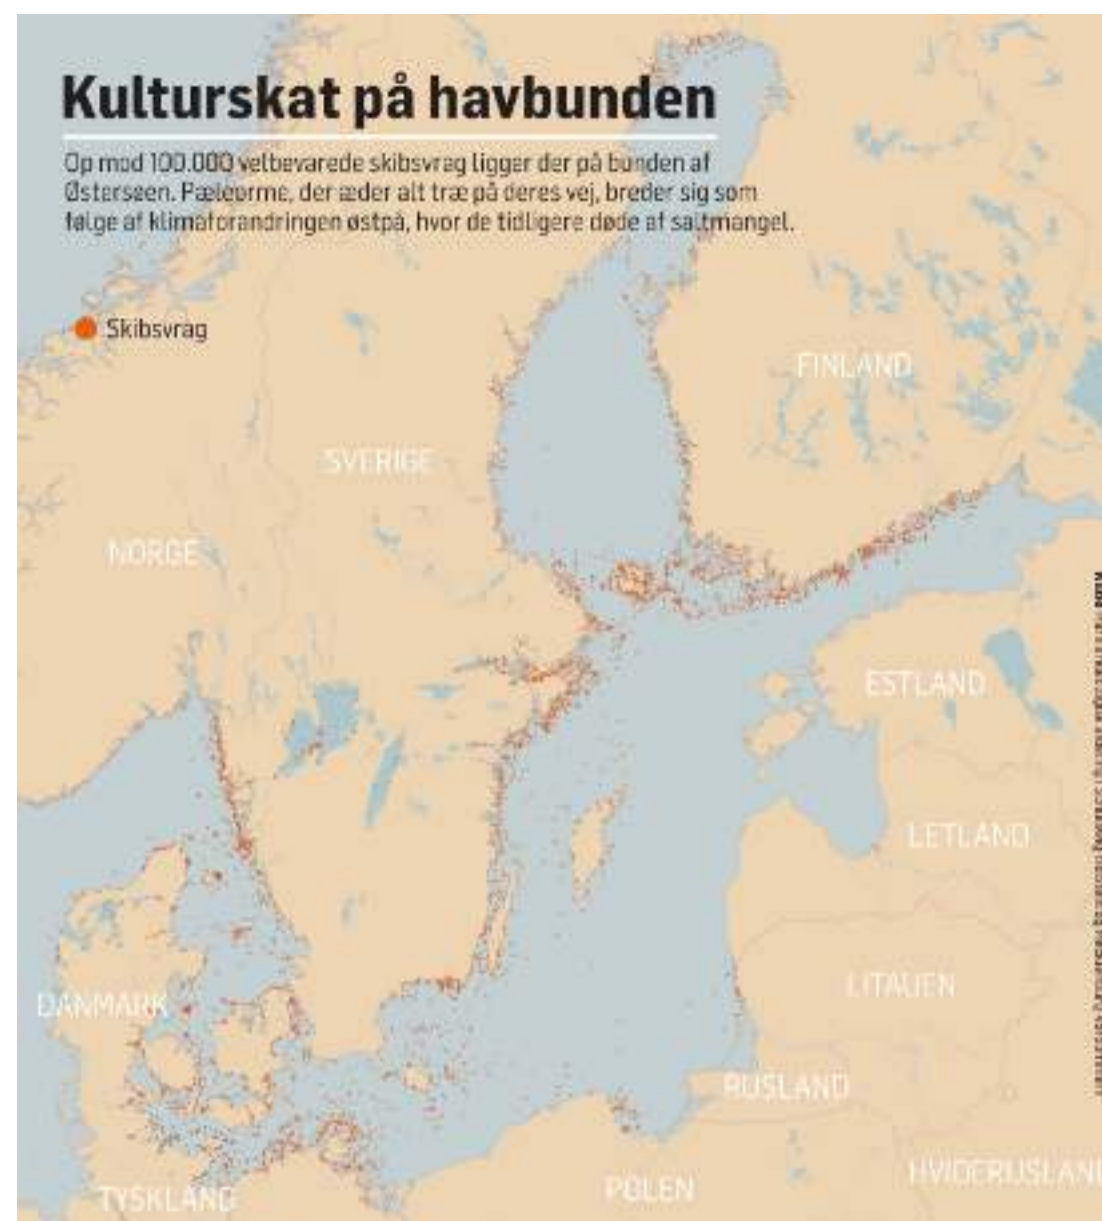 Kulturskat på havbunden
Op mod 100.000 velbevarede skibsvrag ligger der på bunden af
Østersøen. Pæleorme, der æder alt træ på deres vej, breder sig som
følge af klimaforandringen østpå, hvor de tidligere døde af saltmangel.
Skibsvrag
FINLAND
SVERIGE
NORGE
ESTLAND
LETLAND
LITAUEN
DANMARK
RUSLAND
HVIDERUSLAND
POLEN
TYSKLAND